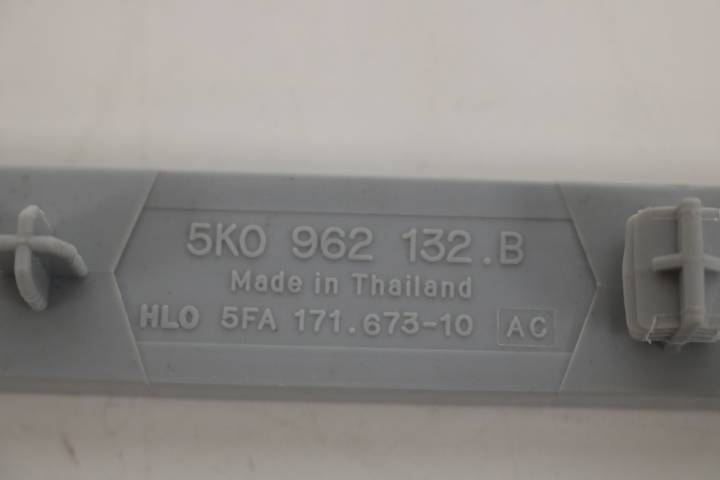 5K0 962 132.B
Made in Thailand
HLO 5FA 171.673-10 AC